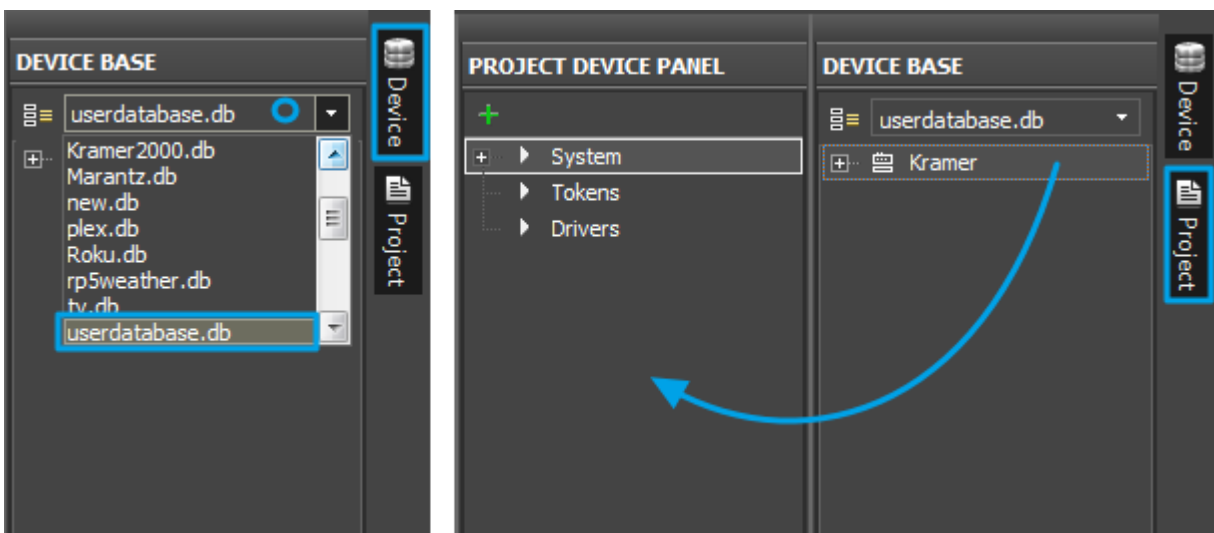 DEVICE BASE
userdatabase.db
Kramer2000.db
Marantz.db
new.db
plex.db
Roku.db
rp5weather.db
tv.db
userdatabase.db
Device
Project
PROJECT DEVICE PANEL
System
Tokens
Drivers
DEVICE BASE
userdatabase.db
Kramer
Device
Project